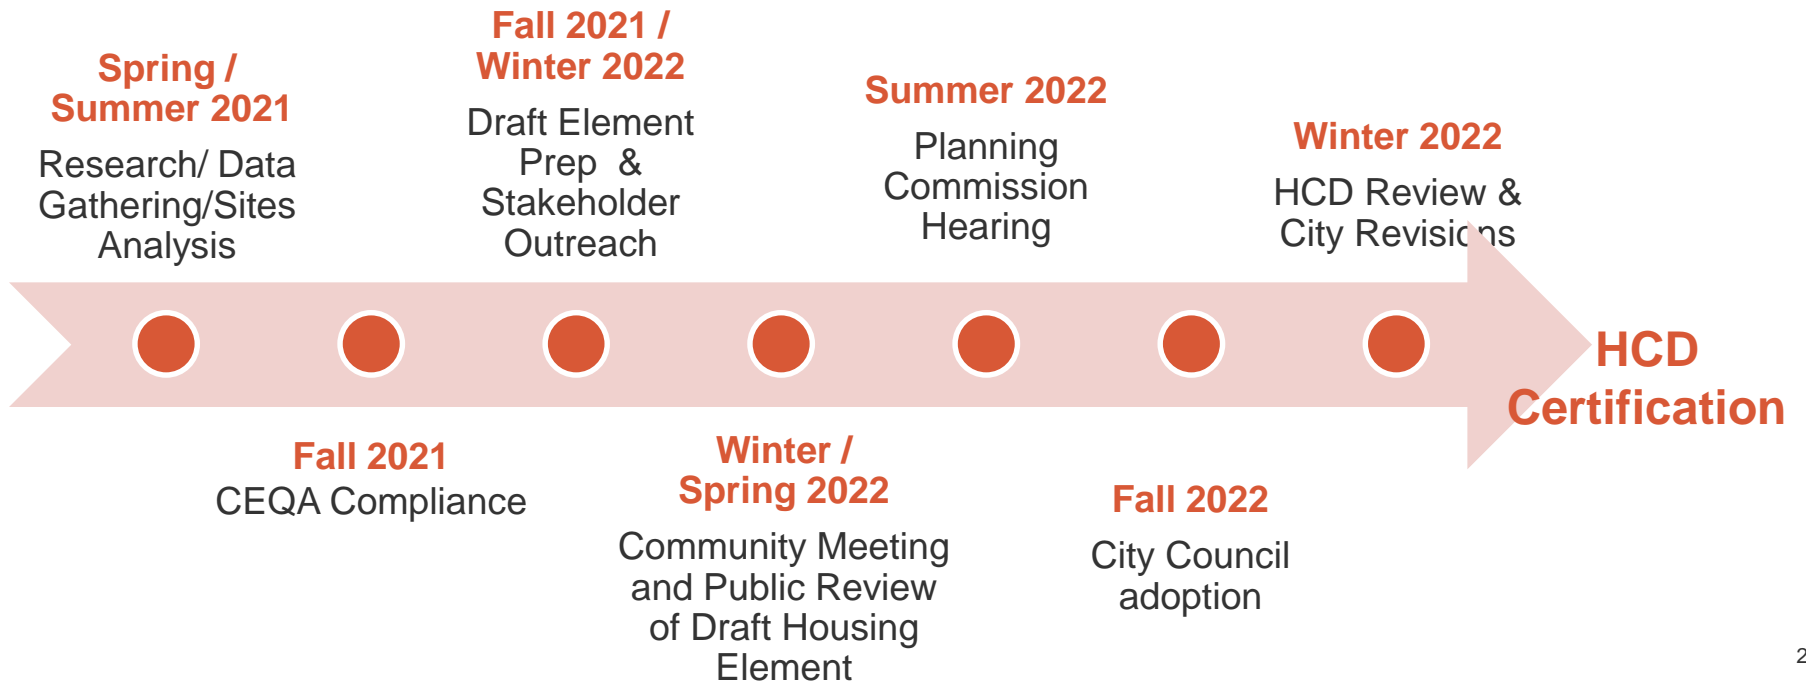 Spring /
Summer 2021
Research/ Data
Gathering/Sites
Analysis
Fall 2021
CEQA Compliance
Fall 2021 /
Winter 2022
Draft Element
Prep  &
Stakeholder
Outreach
Winter /
Spring 2022
Community Meeting
and Public Review
of Draft Housing
Element
Summer 2022
Planning
Commission
Hearing
Fall 2022
City Council
adoption
Winter 2022
HCD Review &
City Revisions
HCD
Certification
2